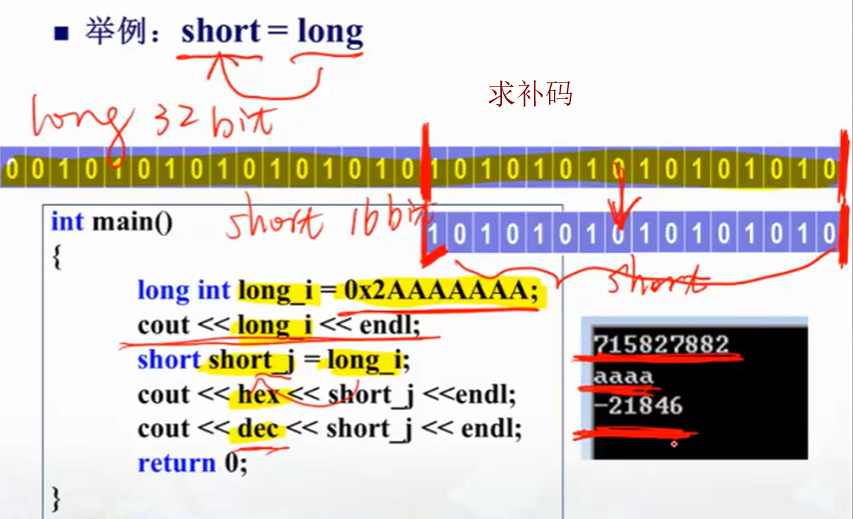 ■ 举例：short = long
求补码
long 32 bit
0 0 1 0 1 0 1 0 1 0 1 0 1 0 1 0 1 0 1 0 1 0 1 0 1 0 1 0 1 0 1 0
short 16 bit
1 0 1 0 1 0 1 0 1 0 1 0 1 0 1 0
short
int main()
{
long int long_i = 0x2AAAAAAA;
cout << long_i << endl;
short short_j = long_i;
cout << hex << short_j <<endl;
cout << dec << short_j << endl;
return 0;
}
715827882
aaaa
-21846